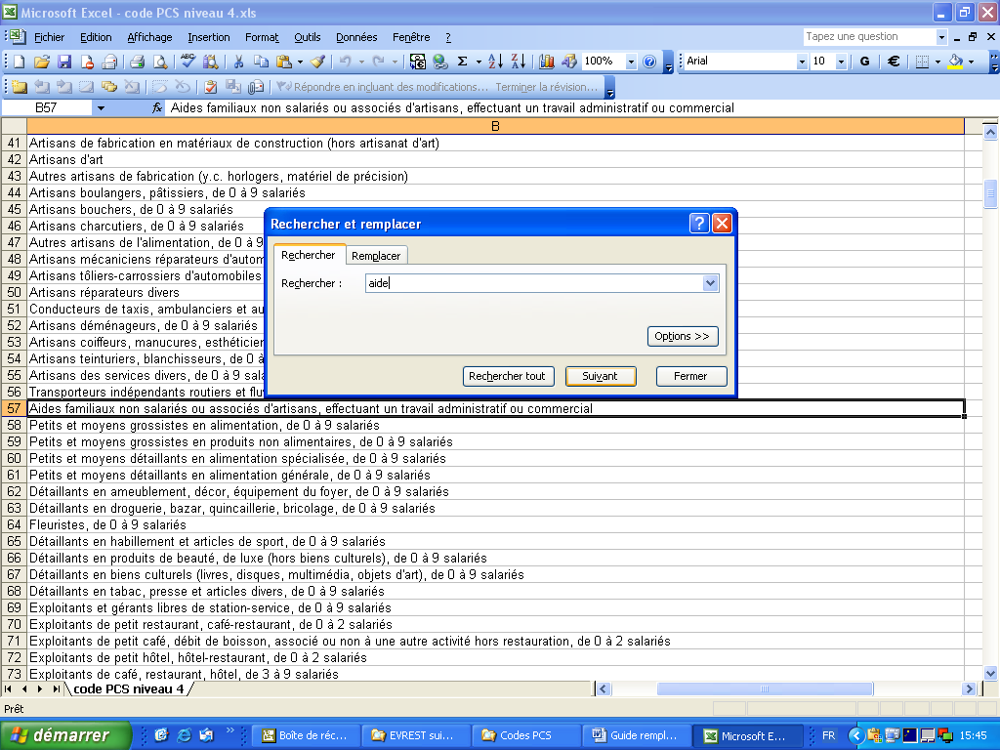 Microsoft Excel - code PCS niveau 4.xls
Fichier Edition Affichage Insertion Format Outils Données Fenêtre ? Tapez une question
100% Arial 10 G €
Répondre en incluant des modifications... Terminer la révision...
B57 fx Aides familiaux non salariés ou associés d'artisans, effectuant un travail administratif ou commercial
B
41 Artisans de fabrication en matériaux de construction (hors artisanat d'art)
42 Artisans d'art
43 Autres artisans de fabrication (y.c. horlogers, matériel de précision)
44 Artisans boulangers, pâtissiers, de 0 à 9 salariés
45 Artisans bouchers, de 0 à 9 salariés
46 Artisans charcutiers, de 0 à 9 salariés
47 Autres artisans de l'alimentation, de 0 à 9
48 Artisans mécaniciens réparateurs d'autom
49 Artisans tôliers-carrossiers d'automobiles
50 Artisans réparateurs divers
51 Conducteurs de taxis, ambulanciers et au
52 Artisans déménageurs, de 0 à 9 salariés
53 Artisans coiffeurs, manucures, esthéticien
54 Artisans teinturiers, blanchisseurs, de 0 à
55 Artisans des services divers, de 0 à 9 sala
56 Transporteurs indépendants routiers et fluv
57 Aides familiaux non salariés ou associés d'artisans, effectuant un travail administratif ou commercial
58 Petits et moyens grossistes en alimentation, de 0 à 9 salariés
59 Petits et moyens grossistes en produits non alimentaires, de 0 à 9 salariés
60 Petits et moyens détaillants en alimentation spécialisée, de 0 à 9 salariés
61 Petits et moyens détaillants en alimentation générale, de 0 à 9 salariés
62 Détaillants en ameublement, décor, équipement du foyer, de 0 à 9 salariés
63 Détaillants en droguerie, bazar, quincaillerie, bricolage, de 0 à 9 salariés
64 Fleuristes, de 0 à 9 salariés
65 Détaillants en habillement et articles de sport, de 0 à 9 salariés
66 Détaillants en produits de beauté, de luxe (hors biens culturels), de 0 à 9 salariés
67 Détaillants en biens culturels (livres, disques, multimédia, objets d'art), de 0 à 9 salariés
68 Détaillants en tabac, presse et articles divers, de 0 à 9 salariés
69 Exploitants et gérants libres de station-service, de 0 à 9 salariés
70 Exploitants de petit restaurant, café-restaurant, de 0 à 2 salariés
71 Exploitants de petit café, débit de boisson, associé ou non à une autre activité hors restauration, de 0 à 2 salariés
72 Exploitants de petit hôtel, hôtel-restaurant, de 0 à 2 salariés
73 Exploitants de café, restaurant, hôtel, de 3 à 9 salariés
Rechercher et remplacer
Rechercher Remplacer
Rechercher : aide
Options >>
Rechercher tout Suivant Fermer
code PCS niveau 4
Prêt
démarrer Boîte de réc... EVREST sui... Codes PCS Guide rempl... Microsoft E... FR 15:45